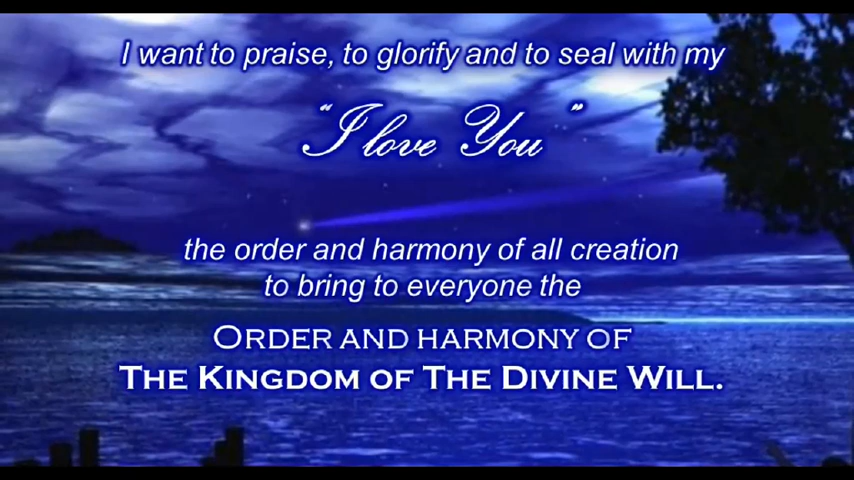 I want to praise, to glorify and to seal with my
“I love You”
the order and harmony of all creation
to bring to everyone the
Order and harmony of
The Kingdom of The Divine Will.